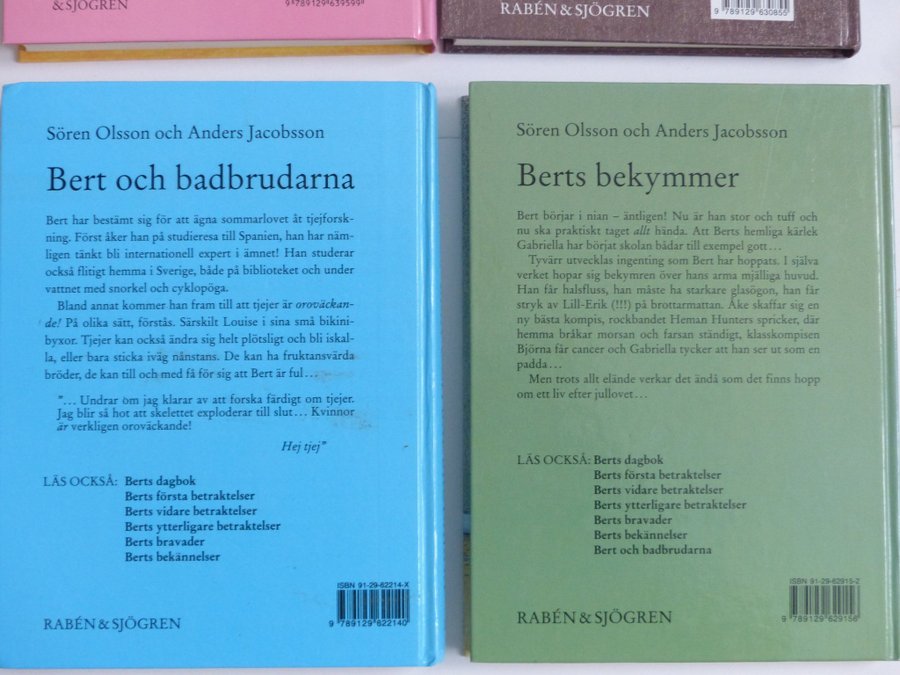 & SJÖGREN
9 789129 639599
RABÉN & SJÖGREN
9 789129 630855
Sören Olsson och Anders Jacobsson
Bert och badbrudarna
Bert har bestämt sig för att ägna sommarlovet åt tjejforsk-
ning. Först åker han på studieresa till Spanien, han har näm-
ligen tänkt bli internationell expert i ämnet! Han studerar
också flitigt hemma i Sverige, både på biblioteket och under
vattnet med snorkel och cyklopöga.
Bland annat kommer han fram till att tjejer är oroväckan-
de! På olika sätt, förstås. Särskilt Louise i sina små bikini-
byxor. Tjejer kan också ändra sig helt plötsligt och bli iskal-
la, eller bara sticka iväg nånstans. De kan ha fruktansvärda
bröder, de kan till och med få för sig att Bert är ful...
"... Undrar om jag klarar av att forska färdigt om tjejer.
Jag blir så hot att skelettet exploderar till slut... Kvinnor
är verkligen oroväckande!
Hej tjej"
LÄS OCKSÅ: Berts dagbok
Berts första betraktelser
Berts vidare betraktelser
Berts ytterligare betraktelser
Berts bravader
Berts bekännelser
ISBN 91-29-62214-X
9 789129 622140
RABÉN & SJÖGREN
Sören Olsson och Anders Jacobsson
Berts bekymmer
Bert börjar i nian – äntligen! Nu är han stor och tuff och
nu ska praktiskt taget allt hända. Att Berts hemliga kärlek
Gabriella har börjat skolan bådar till exempel gott...
Tyvärr utvecklas ingenting som Bert har hoppats. I själva
verket hopar sig bekymren över hans arma mjälliga huvud.
Han får halsfluss, han måste ha starkare glasögon, han får
stryk av Lill-Erik (!!!) på brottarmattan. Åke skaffar sig en
ny bästa kompis, rockbandet Heman Hunters spricker, där
hemma bråkar morsan och farsan ständigt, klasskompisen
Björna får cancer och Gabriella tycker att han ser ut som en
padda...
Men trots allt elände verkar det ändå som det finns hopp
om ett liv efter jullovet...
LÄS OCKSÅ: Berts dagbok
Berts första betraktelser
Berts vidare betraktelser
Berts ytterligare betraktelser
Berts bravader
Berts bekännelser
Bert och badbrudarna
ISBN 91-29-62915-2
9 789129 629156
RABÉN & SJÖGREN